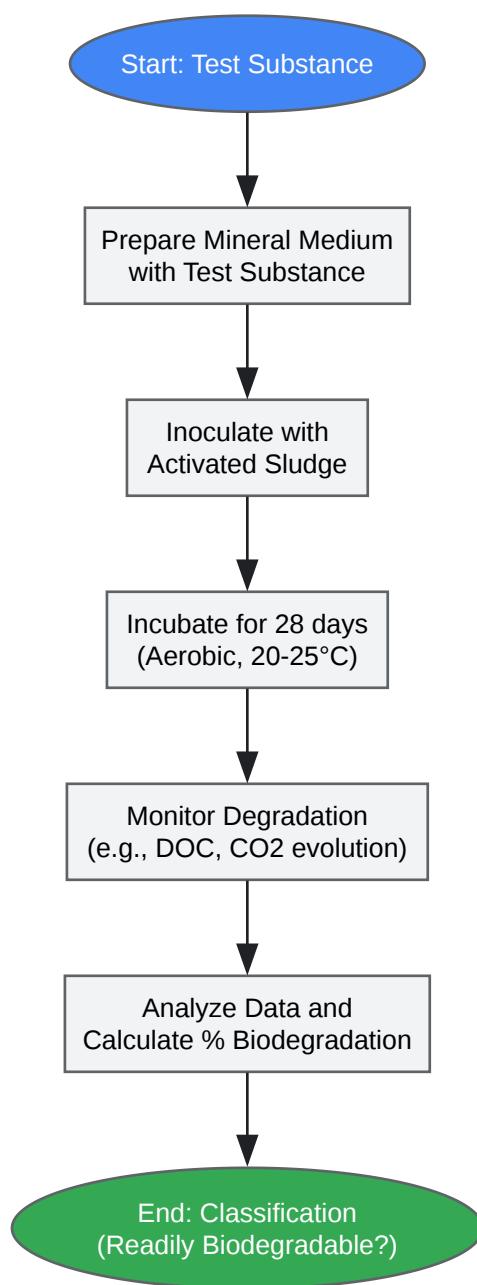 Start: Test Substance
Prepare Mineral Medium
with Test Substance
Inoculate with
Activated Sludge
Incubate for 28 days
(Aerobic, 20-25°C)
Monitor Degradation
(e.g., DOC, CO2 evolution)
Analyze Data and
Calculate % Biodegradation
End: Classification
(Readily Biodegradable?)